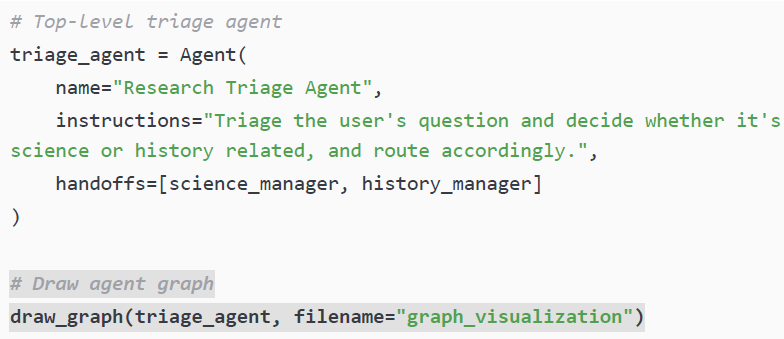 # Top-level triage agent
triage_agent = Agent(
    name="Research Triage Agent",
    instructions="Triage the user's question and decide whether it's
science or history related, and route accordingly.",
    handoffs=[science_manager, history_manager]
)
# Draw agent graph
draw_graph(triage_agent, filename="graph_visualization")